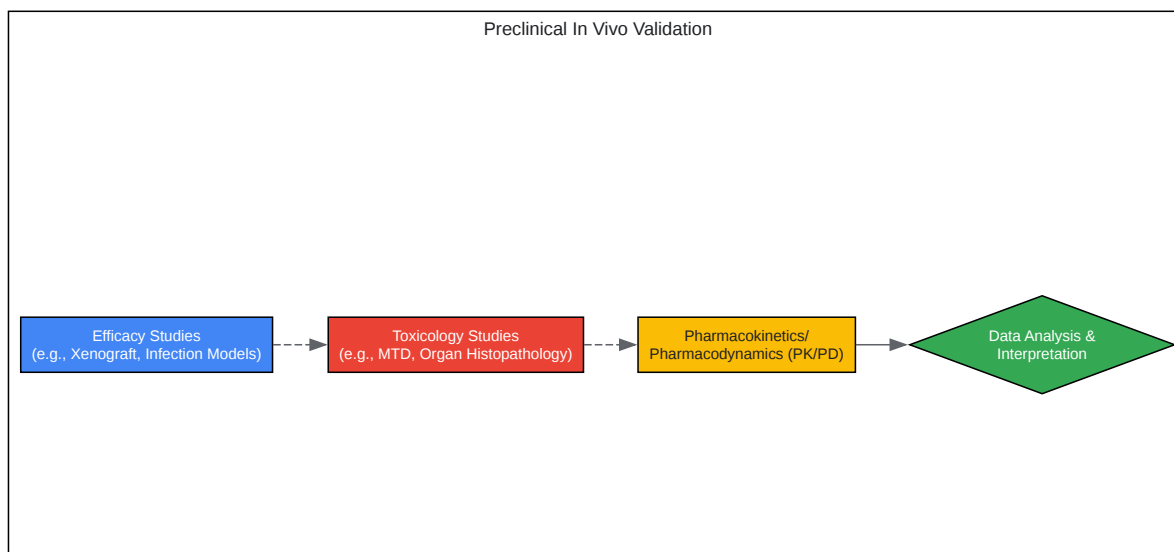 Preclinical In Vivo Validation
Efficacy Studies
(e.g., Xenograft, Infection Models)
Toxicology Studies
(e.g., MTD, Organ Histopathology)
Pharmacokinetics/
Pharmacodynamics (PK/PD)
Data Analysis &
Interpretation